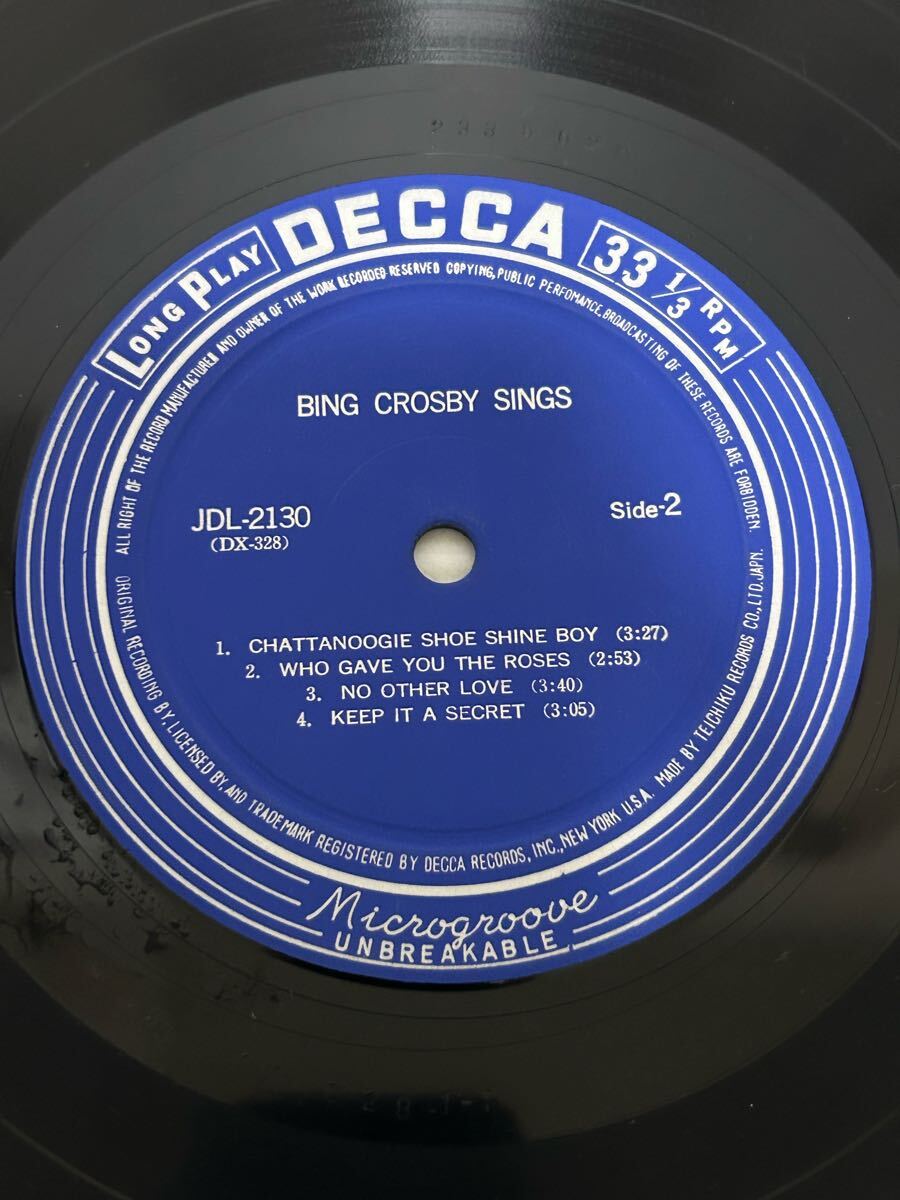 LONG PLAY DECCA 33 1/3 RPM
ALL RIGHT OF THE RECORD MANUFACTURED AND OWNER OF THE WORK RECORDED RESERVED COPYING, PUBLIC PERFOMANCE, BROADCASTING OF THESE RECORDS ARE FORBIDDEN.
BING CROSBY SINGS
JDL-2130
(DX-328)
Side-2
1. CHATTANOOGIE SHOE SHINE BOY (3:27)
2. WHO GAVE YOU THE ROSES (2:53)
3. NO OTHER LOVE (3:40)
4. KEEP IT A SECRET (3:05)
ORIGINAL RECORDING BY, LICENSED BY, AND TRADE MARK REGISTERED BY DECCA RECORDS, INC., NEW YORK U.S.A. MADE BY TEICHIKU RECORDS CO., LTD. JAPN.
Microgroove
UNBREAKABLE